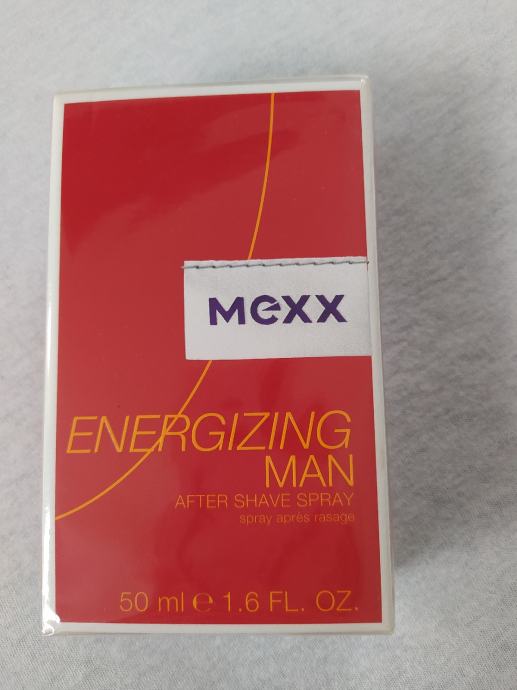 mexx
ENERGIZING
MAN
AFTER SHAVE SPRAY
spray après rasage
50 ml ℮ 1.6 FL. OZ.